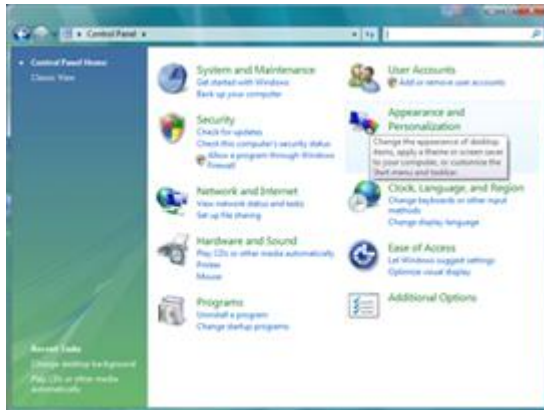 Control Panel
Control Panel Home
Classic View
System and Maintenance
Get started with Windows
Back up your computer
Security
Check for updates
Check this computer's security status
Allow a program through Windows
Firewall
Network and Internet
View network status and tasks
Set up file sharing
Hardware and Sound
Play CDs or other media automatically
Printer
Mouse
Programs
Uninstall a program
Change startup programs
User Accounts
Add or remove user accounts
Appearance and
Personalization
Change the appearance of desktop
items, apply a theme or screen saver
to your computer, or customize the
Start menu and taskbar.
Clock, Language, and Region
Change keyboards or other input
methods
Change display language
Ease of Access
Let Windows suggest settings
Optimize visual display
Additional Options
Recent Tasks
Change desktop background
Play CDs or other media
automatically